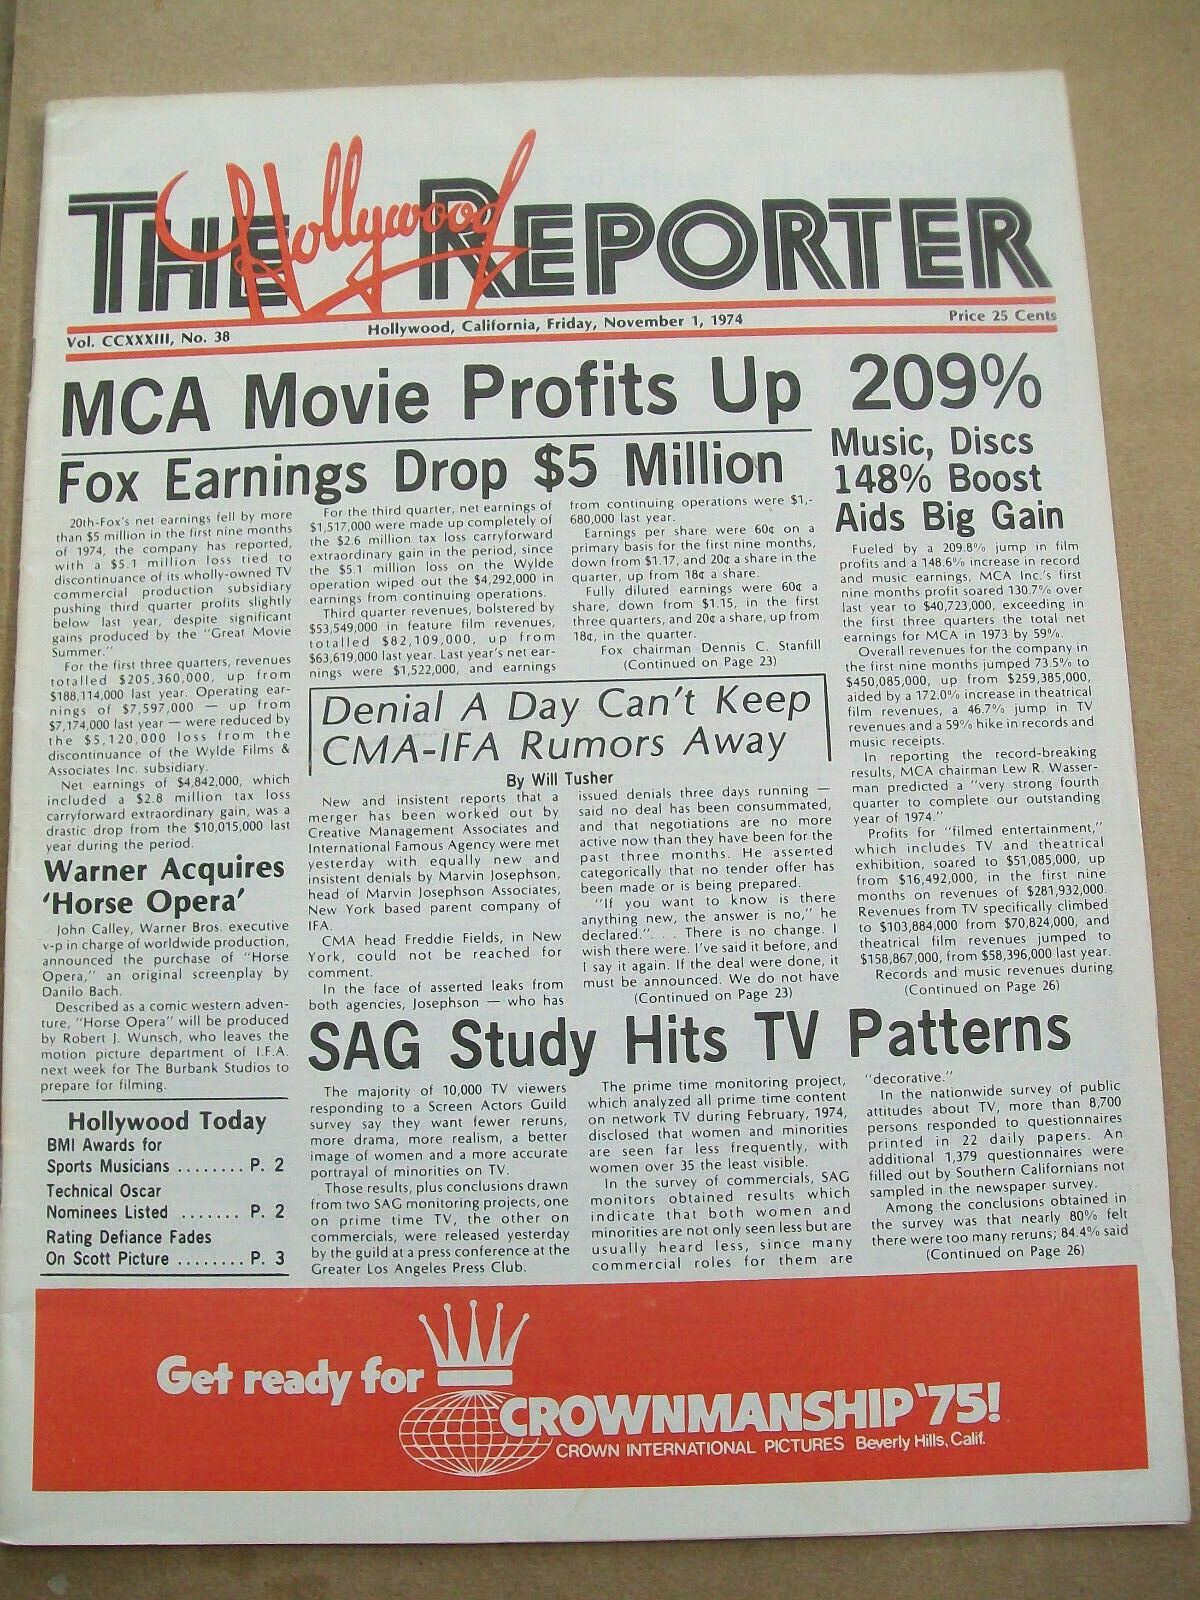 THE Hollywood REPORTER
Vol. CCXXXIII, No. 38
Hollywood, California, Friday, November 1, 1974
Price 25 Cents
MCA Movie Profits Up 209%
Fox Earnings Drop $5 Million
20th-Fox's net earnings fell by more
than $5 million in the first nine months
of 1974, the company has reported,
with a $5.1 million loss tied to
discontinuance of its wholly-owned TV
commercial production subsidiary
pushing third quarter profits slightly
below last year, despite significant
gains produced by the "Great Movie
Summer."
For the first three quarters, revenues
totalled $205,360,000, up from
$188,114,000 last year. Operating ear-
nings of $7,597,000 — up from
$7,174,000 last year — were reduced by
the $5,120,000 loss from the
discontinuance of the Wylde Films &
Associates Inc. subsidiary.
Net earnings of $4,842,000, which
included a $2.8 million tax loss
carryforward extraordinary gain, was a
drastic drop from the $10,015,000 last
year during the period.
For the third quarter, net earnings of
$1,517,000 were made up completely of
the $2.6 million tax loss carryforward
extraordinary gain in the period, since
the $5.1 million loss on the Wylde
operation wiped out the $4,292,000 in
earnings from continuing operations.
Third quarter revenues, bolstered by
$53,549,000 in feature film revenues,
totalled $82,109,000, up from
$63,619,000 last year. Last year's net ear-
nings were $1,522,000, and earnings
from continuing operations were $1,-
680,000 last year.
Earnings per share were 60¢ on a
primary basis for the first nine months,
down from $1.17, and 20¢ a share in the
quarter, up from 18¢ a share.
Fully diluted earnings were 60¢ a
share, down from $1.15, in the first
three quarters, and 20¢ a share, up from
18¢, in the quarter.
Fox chairman Dennis C. Stanfill
(Continued on Page 23)
Music, Discs
148% Boost
Aids Big Gain
Fueled by a 209.8% jump in film
profits and a 148.6% increase in record
and music earnings, MCA Inc.'s first
nine months profit soared 130.7% over
last year to $40,723,000, exceeding in
the first three quarters the total net
earnings for MCA in 1973 by 59%.
Overall revenues for the company in
the first nine months jumped 73.5% to
$450,085,000, up from $259,385,000,
aided by a 172.0% increase in theatrical
film revenues, a 46.7% jump in TV
revenues and a 59% hike in records and
music receipts.
In reporting the record-breaking
results, MCA chairman Lew R. Wasser-
man predicted a "very strong fourth
quarter to complete our outstanding
year of 1974."
Profits for "filmed entertainment,"
which includes TV and theatrical
exhibition, soared to $51,085,000, up
from $16,492,000, in the first nine
months on revenues of $281,932,000.
Revenues from TV specifically climbed
to $103,884,000 from $70,824,000, and
theatrical film revenues jumped to
$158,867,000, from $58,396,000 last year.
Records and music revenues during
(Continued on Page 26)
Denial A Day Can't Keep
CMA-IFA Rumors Away
By Will Tusher
New and insistent reports that a
merger has been worked out by
Creative Management Associates and
International Famous Agency were met
yesterday with equally new and
insistent denials by Marvin Josephson,
head of Marvin Josephson Associates,
New York based parent company of
IFA.
CMA head Freddie Fields, in New
York, could not be reached for
comment.
In the face of asserted leaks from
both agencies, Josephson — who has
issued denials three days running —
said no deal has been consummated,
and that negotiations are no more
active now than they have been for the
past three months. He asserted
categorically that no tender offer has
been made or is being prepared.
"If you want to know is there
anything new, the answer is no," he
declared.". . . There is no change. I
wish there were. I've said it before, and
I say it again. If the deal were done, it
must be announced. We do not have
(Continued on Page 23)
Warner Acquires
'Horse Opera'
John Calley, Warner Bros. executive
v-p in charge of worldwide production,
announced the purchase of "Horse
Opera," an original screenplay by
Danilo Bach.
Described as a comic western adven-
ture, "Horse Opera" will be produced
by Robert J. Wunsch, who leaves the
motion picture department of I.F.A.
next week for The Burbank Studios to
prepare for filming.
Hollywood Today
BMI Awards for
Sports Musicians ........ P. 2
Technical Oscar
Nominees Listed ....... P. 2
Rating Defiance Fades
On Scott Picture ........ P. 3
SAG Study Hits TV Patterns
The majority of 10,000 TV viewers
responding to a Screen Actors Guild
survey say they want fewer reruns,
more drama, more realism, a better
image of women and a more accurate
portrayal of minorities on TV.
Those results, plus conclusions drawn
from two SAG monitoring projects, one
on prime time TV, the other on
commercials, were released yesterday
by the guild at a press conference at the
Greater Los Angeles Press Club.
The prime time monitoring project,
which analyzed all prime time content
on network TV during February, 1974,
disclosed that women and minorities
are seen far less frequently, with
women over 35 the least visible.
In the survey of commercials, SAG
monitors obtained results which
indicate that both women and
minorities are not only seen less but are
usually heard less, since many
commercial roles for them are
"decorative."
In the nationwide survey of public
attitudes about TV, more than 8,700
persons responded to questionnaires
printed in 22 daily papers. An
additional 1,379 questionnaires were
filled out by Southern Californians not
sampled in the newspaper survey.
Among the conclusions obtained in
the survey was that nearly 80% felt
there were too many reruns; 84.4% said
(Continued on Page 26)
Get ready for
CROWNMANSHIP '75!
CROWN INTERNATIONAL PICTURES Beverly Hills, Calif.